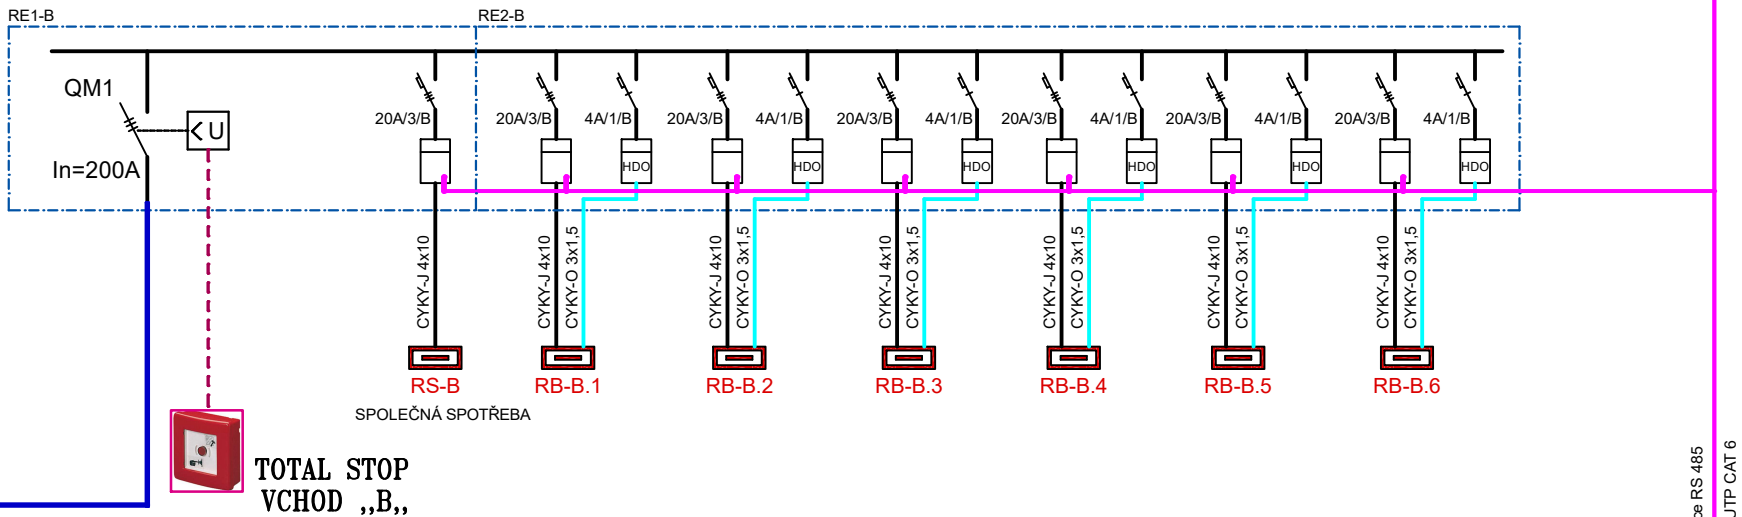 RE1-B
RE2-B
QM1
In=200A
< U
20A/3/B
20A/3/B
4A/1/B
20A/3/B
4A/1/B
20A/3/B
4A/1/B
20A/3/B
4A/1/B
20A/3/B
4A/1/B
20A/3/B
4A/1/B
HDO
HDO
HDO
HDO
HDO
HDO
CYKY-J 4x10
CYKY-J 4x10
CYKY-O 3x1,5
CYKY-J 4x10
CYKY-O 3x1,5
CYKY-J 4x10
CYKY-O 3x1,5
CYKY-J 4x10
CYKY-O 3x1,5
CYKY-J 4x10
CYKY-O 3x1,5
CYKY-J 4x10
CYKY-O 3x1,5
RS-B
RB-B.1
RB-B.2
RB-B.3
RB-B.4
RB-B.5
RB-B.6
SPOLEČNÁ SPOTŘEBA
TOTAL STOP
VCHOD ,,B,,
RS 485
UTP CAT 6